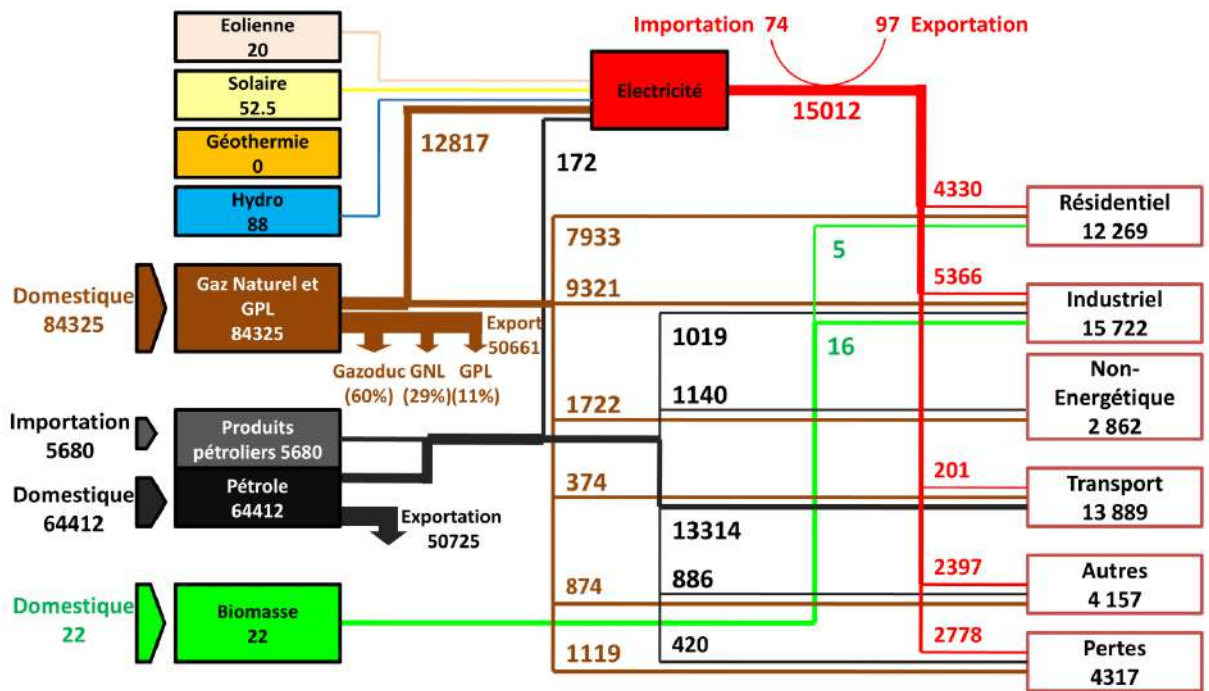 Importation 74
97 Exportation
Eolienne
20
Solaire
52.5
Géothermie
0
Hydro
88
Electricité
15012
12817
172
Domestique
84325
Gaz Naturel et
GPL
84325
Export
50661
Gazoduc GNL GPL
(60%) (29%) (11%)
Importation
5680
Produits
pétroliers 5680
Domestique
64412
Pétrole
64412
Exportation
50725
Domestique
22
Biomasse
22
7933
9321
1722
374
874
1119
1019
1140
13314
886
420
5
16
4330
5366
201
2397
2778
Résidentiel
12 269
Industriel
15 722
Non-
Energétique
2 862
Transport
13 889
Autres
4 157
Pertes
4317